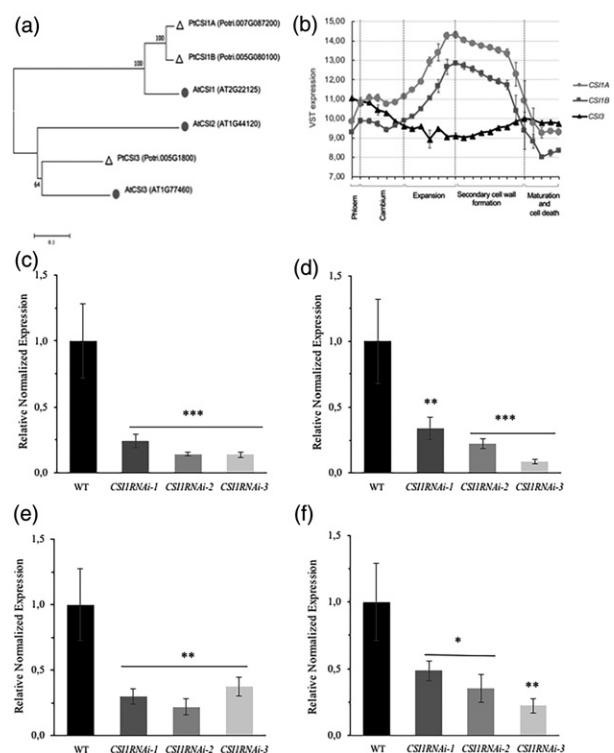 (a)
PtCSI1A (Potri.007G087200)
100
PtCSI1B (Potri.005G080100)
100
AtCSI1 (AT2G22125)
AtCSI2 (AT1G44120)
PtCSI3 (Potri.005G1800)
64
AtCSI3 (AT1G77460)
0.1
(b)
VST expression
15,00
14,00
13,00
12,00
11,00
10,00
9,00
8,00
7,00
CSI1A
CSI1B
CSI3
Phloem
Cambium
Expansion
Secondary cell wall
formation
Maturation
and
cell death
(c)
Relative Normalized Expression
1,5
1,0
0,5
0,0
***
WT
CSI1RNAi-1
CSI1RNAi-2
CSI1RNAi-3
(d)
Relative Normalized Expression
1,5
1,0
0,5
0,0
**
***
WT
CSI1RNAi-1
CSI1RNAi-2
CSI1RNAi-3
(e)
Relative Normalized Expression
1,5
1,0
0,5
0,0
**
WT
CSI1RNAi-1
CSI1RNAi-2
CSI1RNAi-3
(f)
Relative Normalized Expression
1,5
1,0
0,5
0,0
*
**
WT
CSI1RNAi-1
CSI1RNAi-2
CSI1RNAi-3